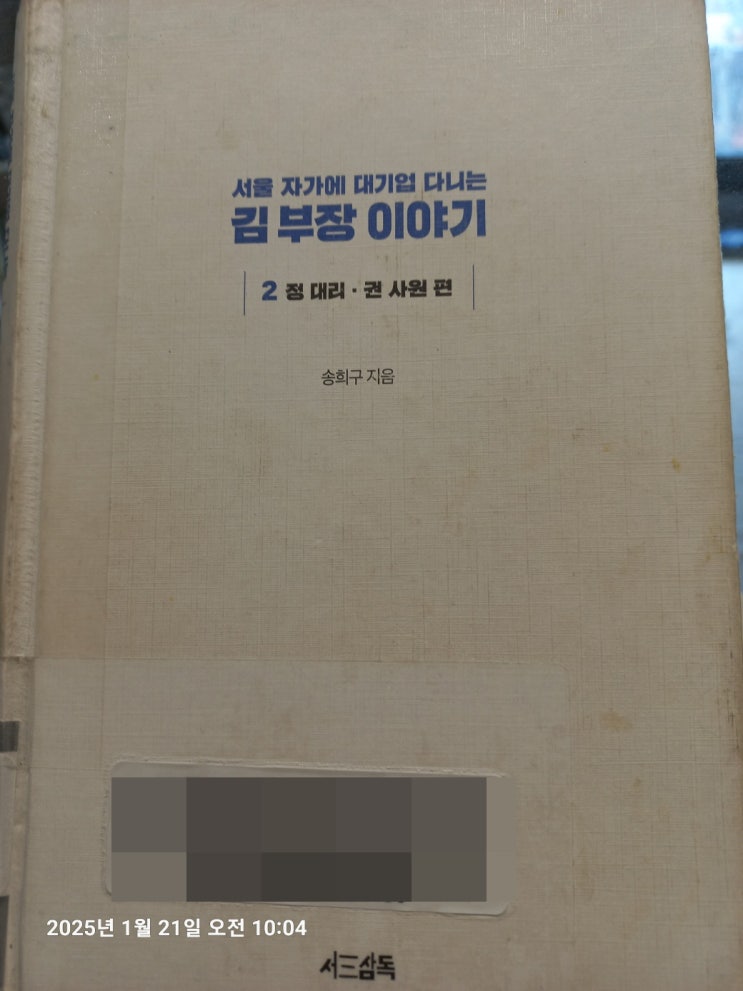 서울 자가에 대기업 다니는
김 부장 이야기
2 정 대리 · 권 사원 편
송희구 지음
2025년 1월 21일 오전 10:04
서삼독